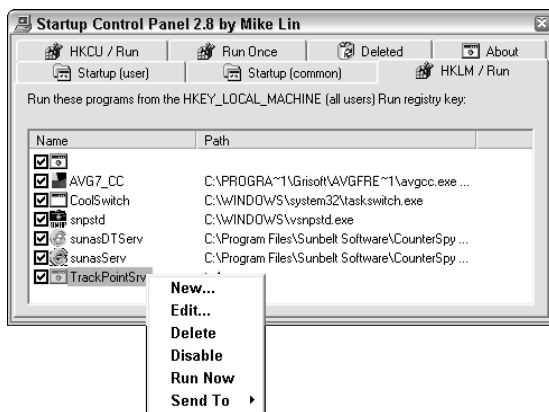 Startup Control Panel 2.8 by Mike Lin
HKCU / Run Run Once Deleted About
Startup (user) Startup (common) HKLM / Run
Run these programs from the HKEY_LOCAL_MACHINE (all users) Run registry key:
Name Path
AVG7_CC C:\PROGRA~1\Grisoft\AVGFRE~1\avgcc.exe ...
CoolSwitch C:\WINDOWS\system32\taskswitch.exe
snpstd C:\WINDOWS\vsnpstd.exe
sunasDTServ C:\Program Files\Sunbelt Software\CounterSpy ...
sunasServ C:\Program Files\Sunbelt Software\CounterSpy ...
TrackPointSrv
New...
Edit...
Delete
Disable
Run Now
Send To